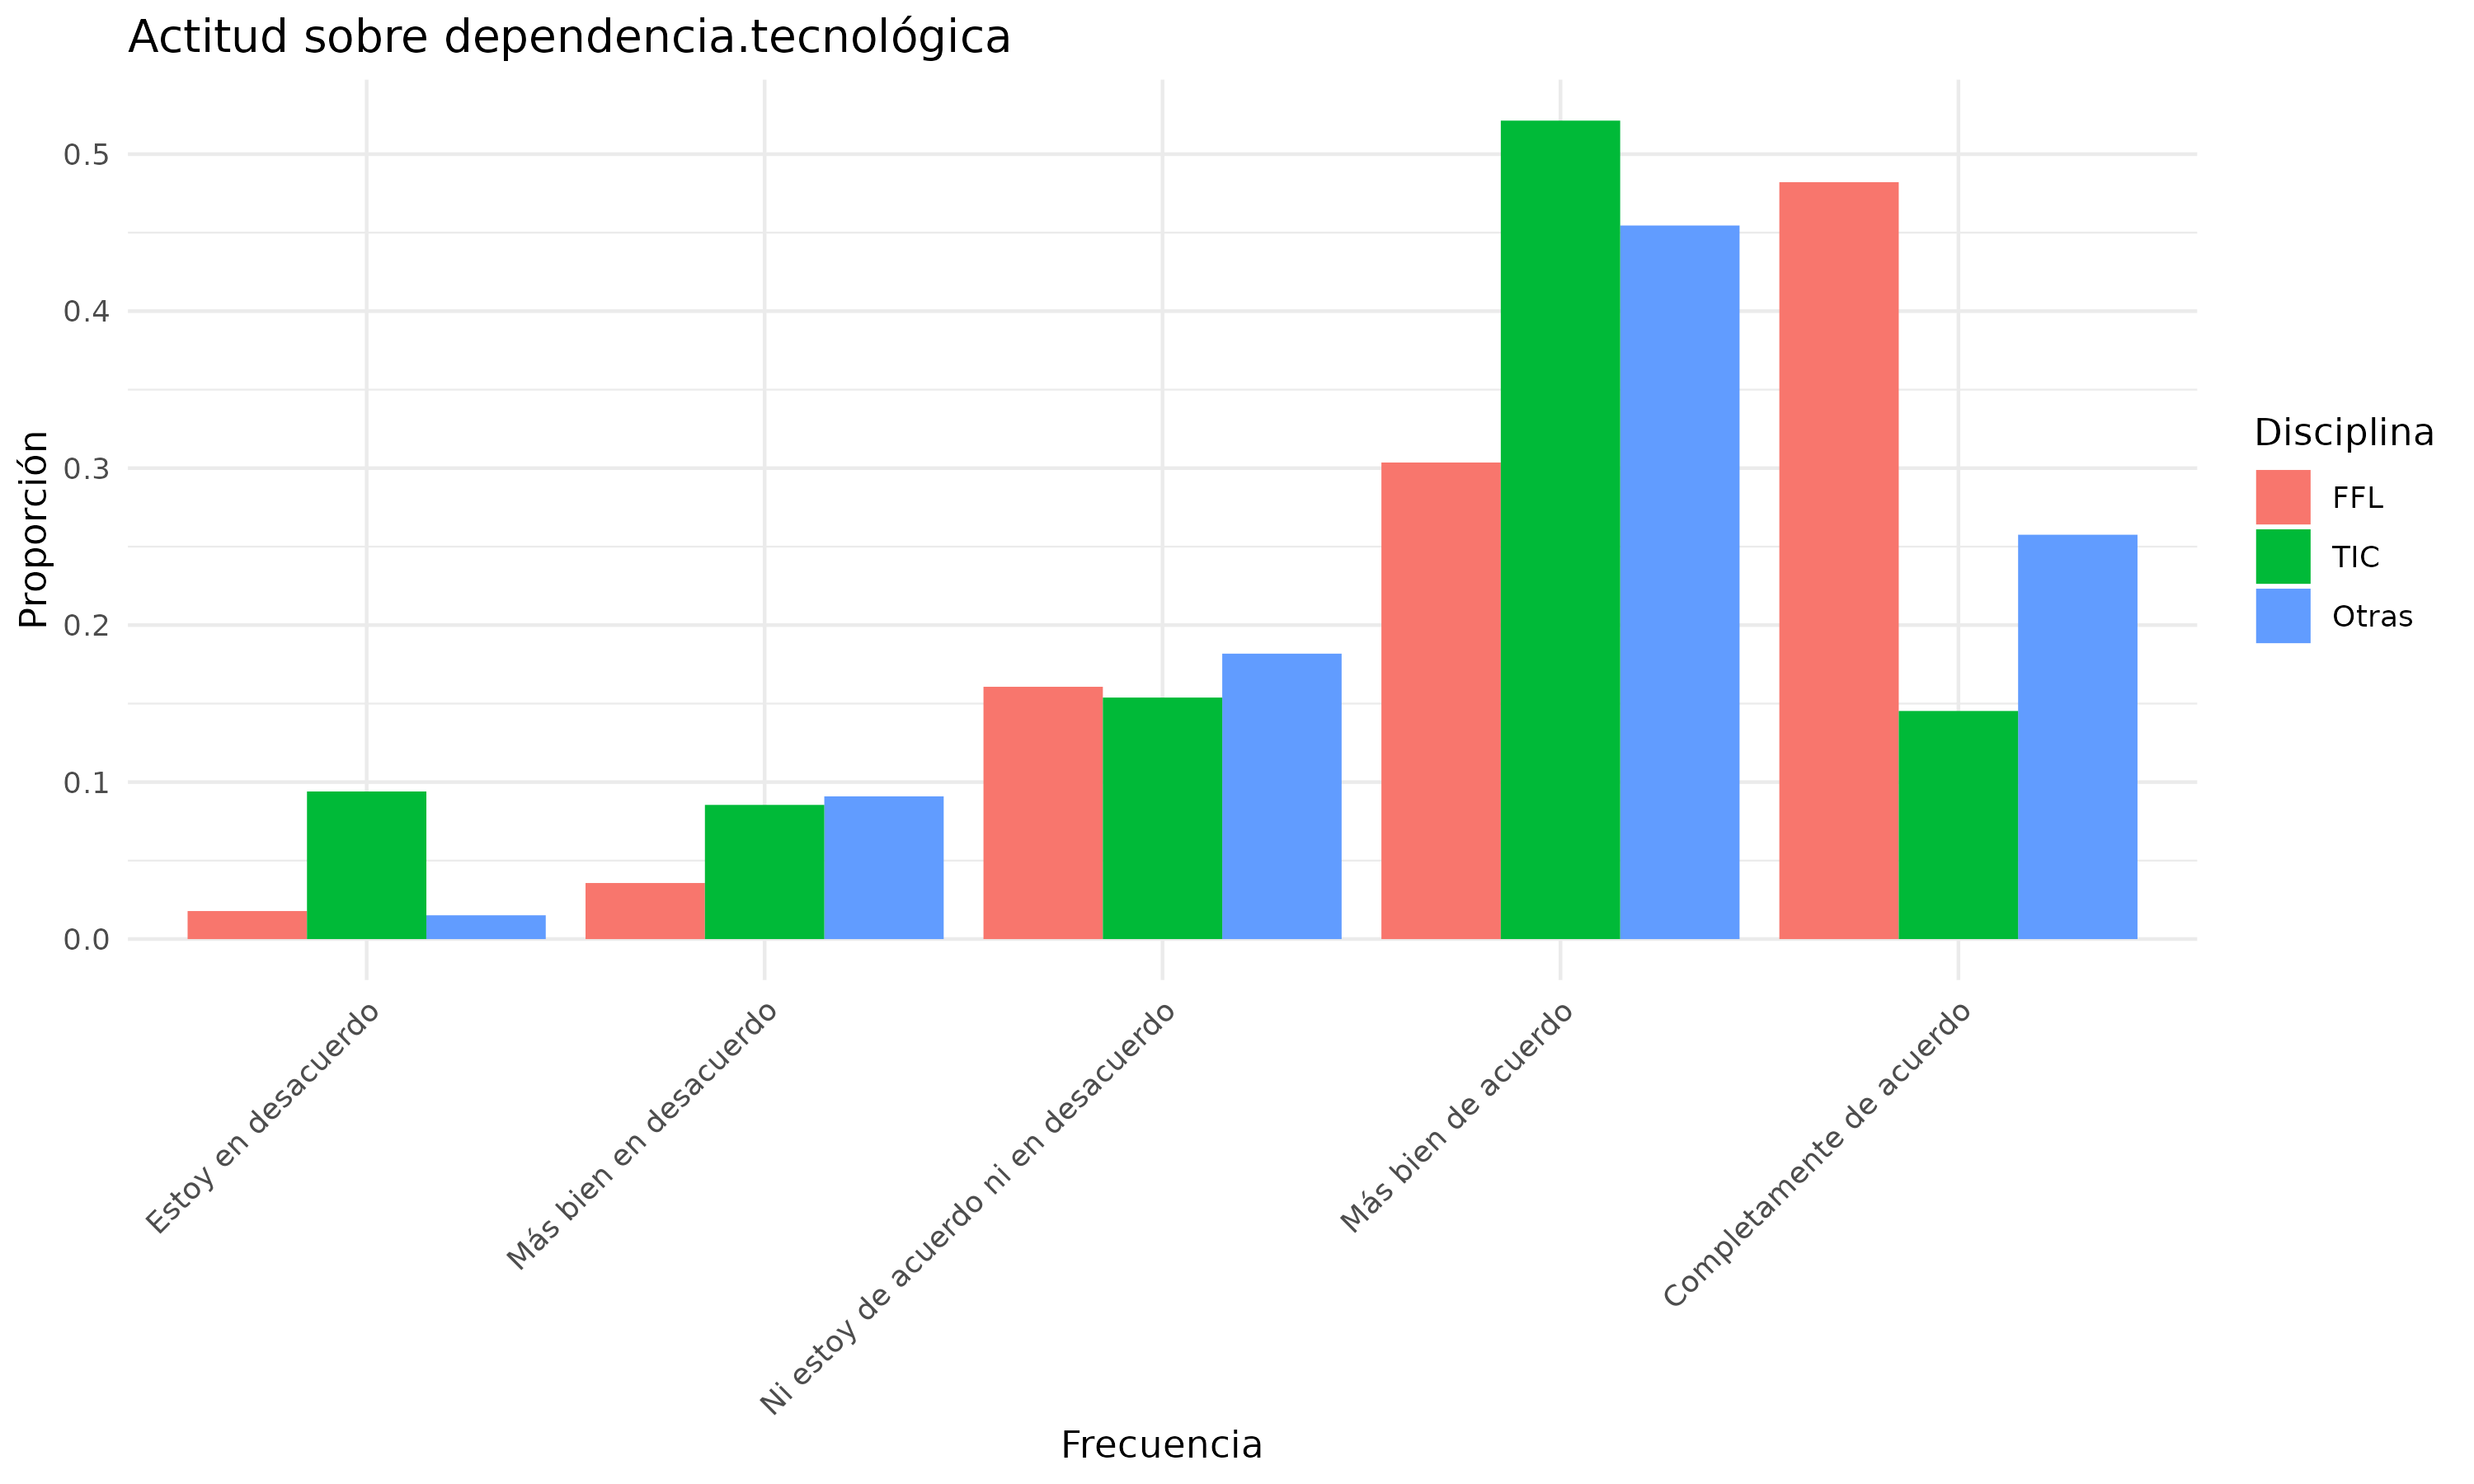 Actitud sobre dependencia.tecnológica
Proporción
0.5
0.4
0.3
0.2
0.1
0.0
Estoy en desacuerdo
Más bien en desacuerdo
Ni estoy de acuerdo ni en desacuerdo
Más bien de acuerdo
Completamente de acuerdo
Frecuencia
Disciplina
FFL
TIC
Otras